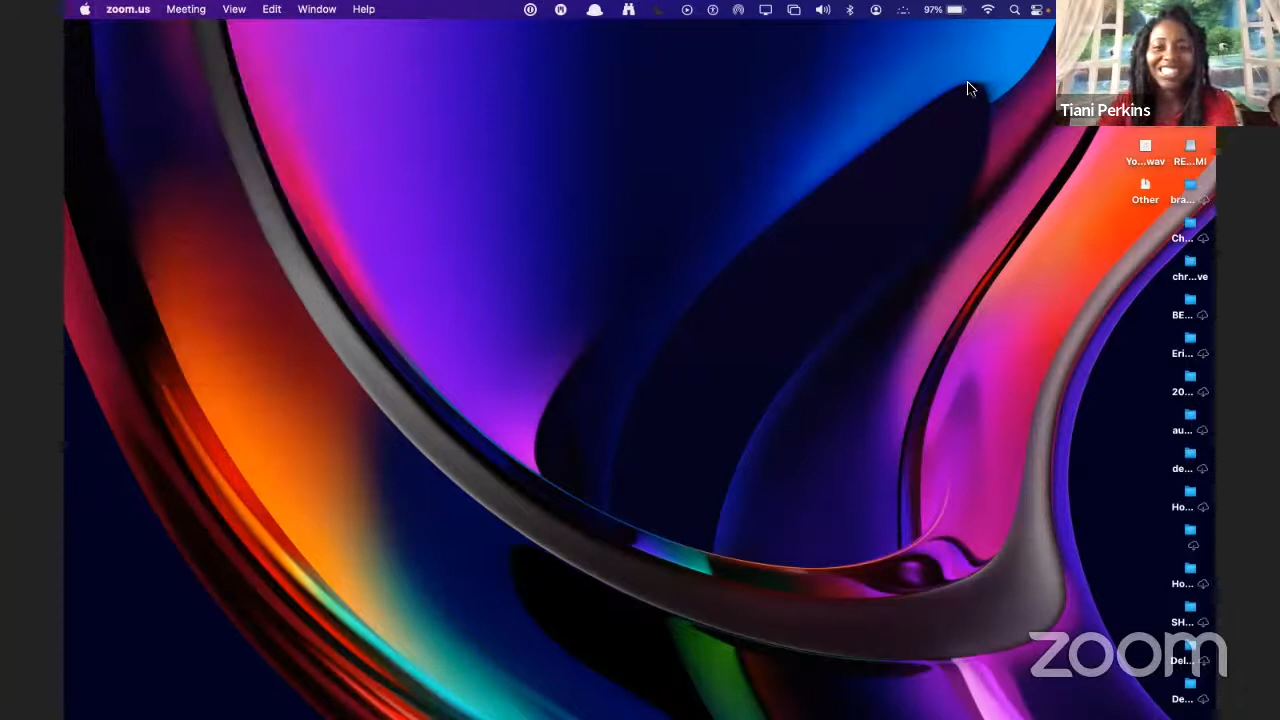 zoom.us Meeting View Edit Window Help 97%
Tiani Perkins
Yo...wav RE...MI
Other bra...
Ch...
chr...ve
BE...
Eri...
20...
au...
de...
Ho...
Ho...
SH...
Del...
De...
zoom